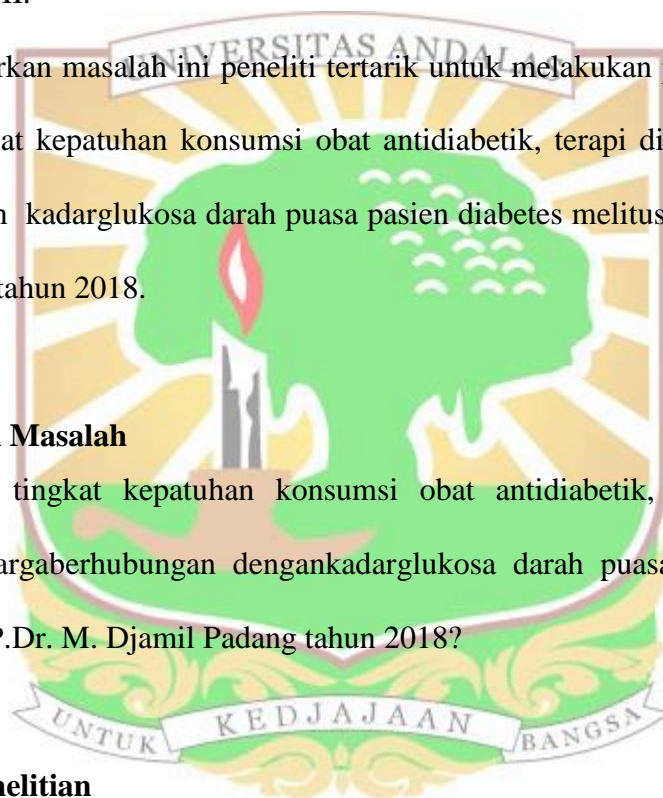 II.
UNIVERSITAS ANDALAS
rkan masalah ini peneliti tertarik untuk melakukan
at kepatuhan konsumsi obat antidiabetik, terapi di
n kadarglukosa darah puasa pasien diabetes melitus
tahun 2018.
Masalah
tingkat kepatuhan konsumsi obat antidiabetik,
argaberhubungan dengankadarglukosa darah puasa
P.Dr. M. Djamil Padang tahun 2018?
UNTUK KEDJAJAAN BANGSA
nelitian